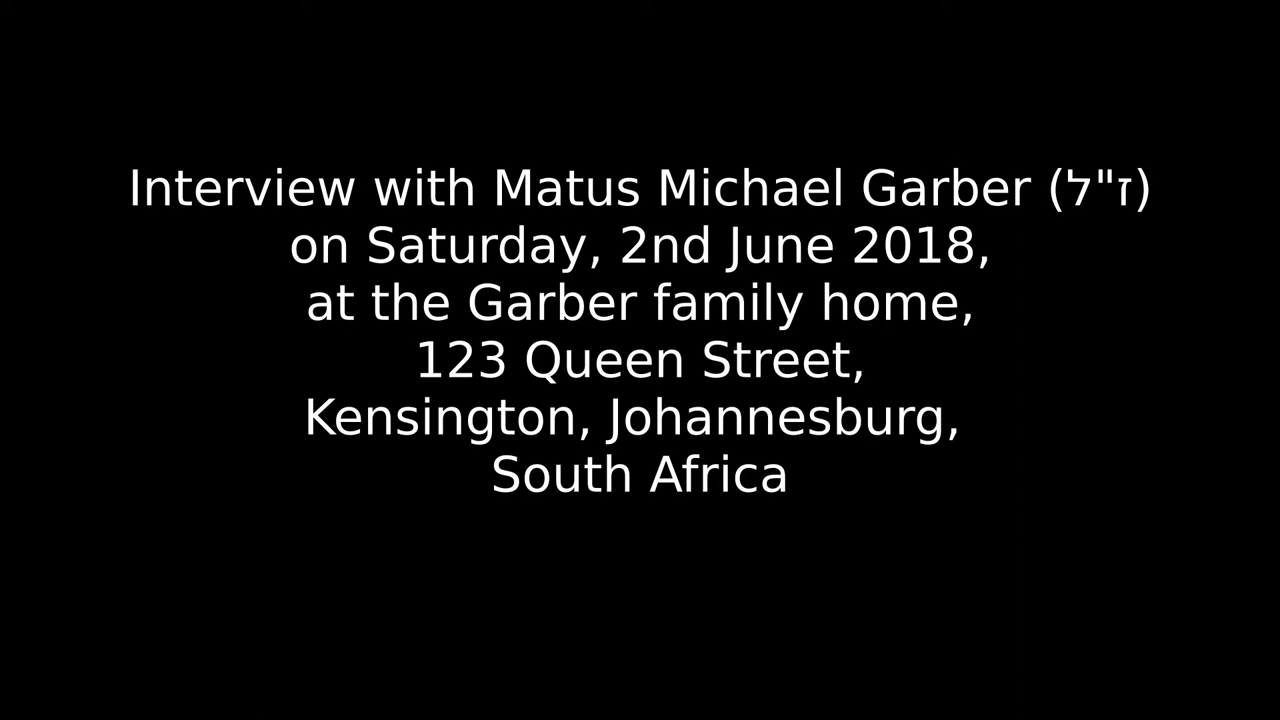 Interview with Matus Michael Garber (ז"ל)
on Saturday, 2nd June 2018,
at the Garber family home,
123 Queen Street,
Kensington, Johannesburg,
South Africa